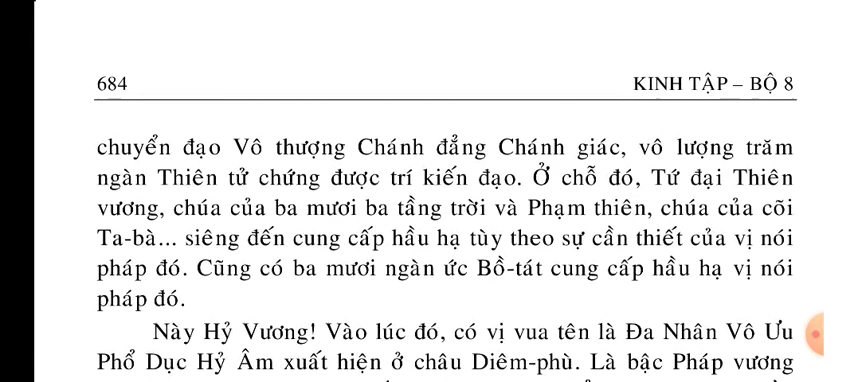 684
KINH TẬP – BỘ 8
chuyển đạo Vô thượng Chánh đẳng Chánh giác, vô lượng trăm
ngàn Thiên tử chứng được trí kiến đạo. Ở chỗ đó, Tứ đại Thiên
vương, chúa của ba mươi ba tầng trời và Phạm thiên, chúa của cõi
Ta-bà... siêng đến cung cấp hầu hạ tùy theo sự cần thiết của vị nói
pháp đó. Cũng có ba mươi ngàn ức Bồ-tát cung cấp hầu hạ vị nói
pháp đó.
Này Hỷ Vương! Vào lúc đó, có vị vua tên là Đa Nhân Vô Ưu
Phổ Dục Hỷ Âm xuất hiện ở châu Diêm-phù. Là bậc Pháp vương